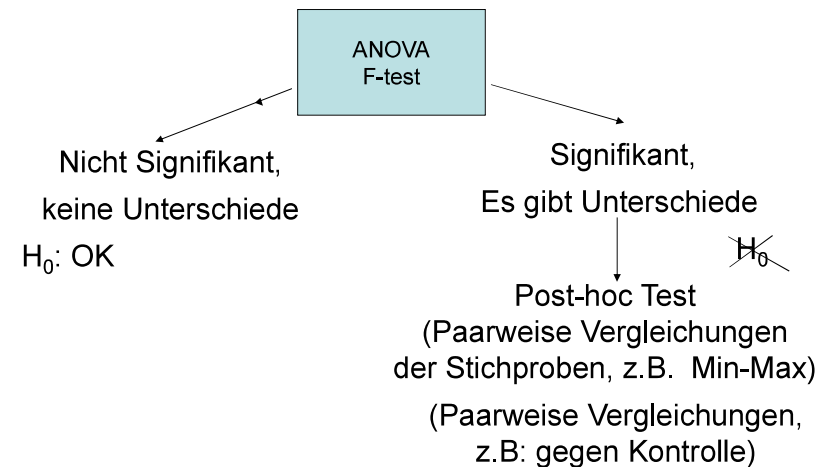 ANOVA
F-test
Nicht Signifikant,
keine Unterschiede
H₀: OK
Signifikant,
Es gibt Unterschiede
H₀
Post-hoc Test
(Paarweise Vergleichungen
der Stichproben, z.B. Min-Max)
(Paarweise Vergleichungen,
z.B: gegen Kontrolle)